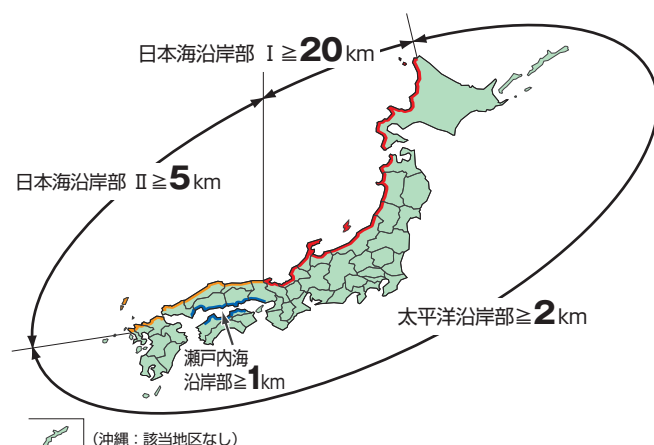 日本海沿岸部 Ⅰ≧20km
日本海沿岸部 Ⅱ≧5km
太平洋沿岸部≧2km
瀬戸内海
沿岸部≧1km
(沖縄：該当地区なし)